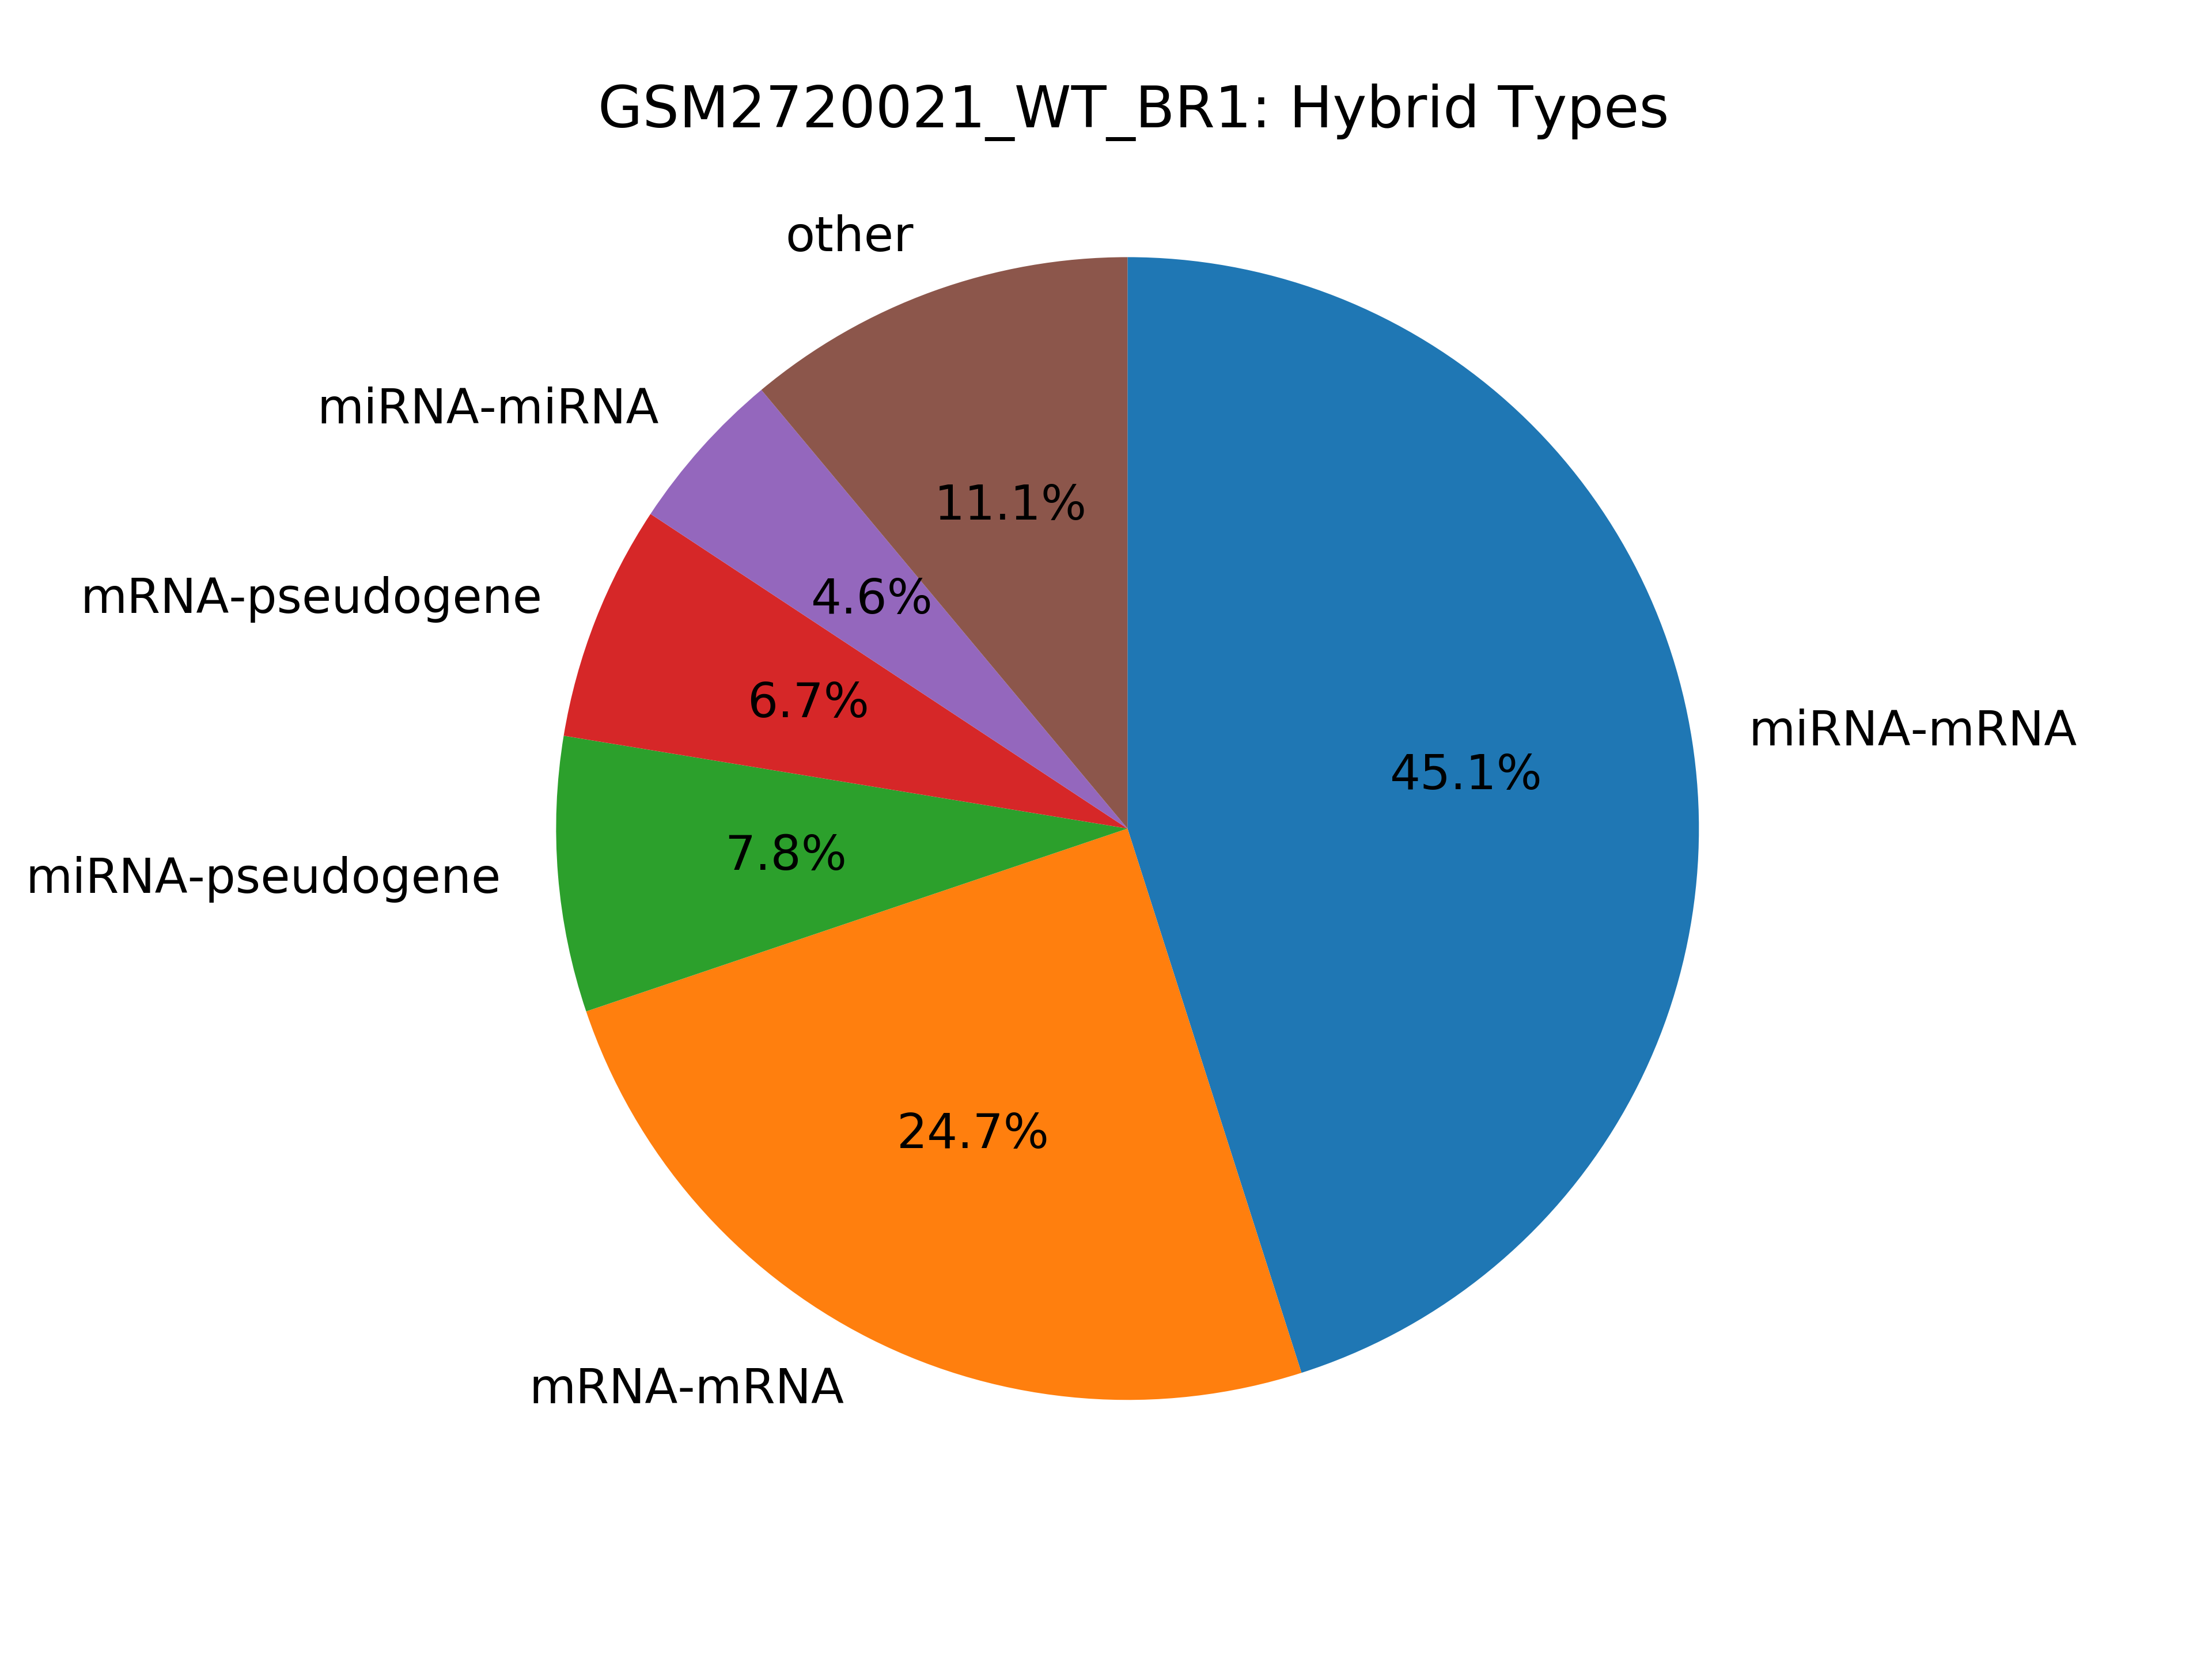 GSM2720021_WT_BR1: Hybrid Types
other
miRNA-miRNA
11.1%
mRNA-pseudogene
4.6%
6.7%
miRNA-mRNA
45.1%
7.8%
miRNA-pseudogene
24.7%
mRNA-mRNA